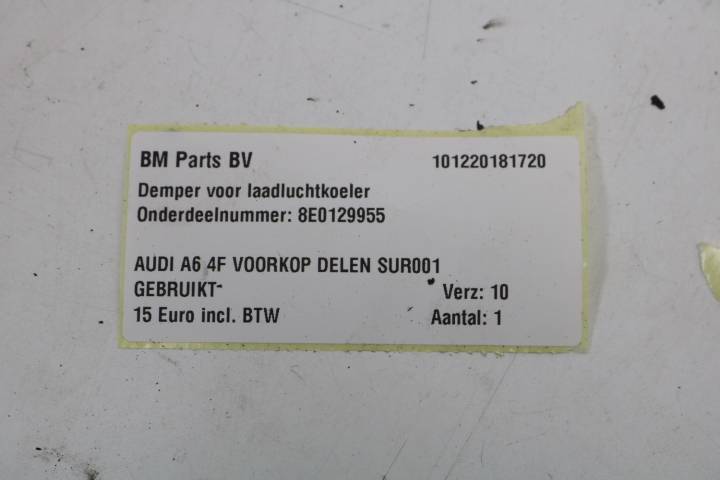 BM Parts BV 101220181720
Demper voor laadluchtkoeler
Onderdeelnummer: 8E0129955
AUDI A6 4F VOORKOP DELEN SUR001
GEBRUIKT Verz: 10
15 Euro incl. BTW Aantal: 1